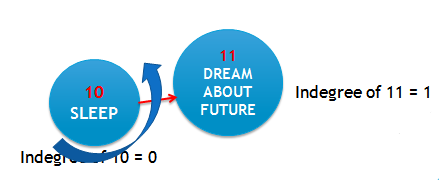 10
SLEEP
11
DREAM
ABOUT
FUTURE
Indegree of 11 = 1
Indegree of 10 = 0